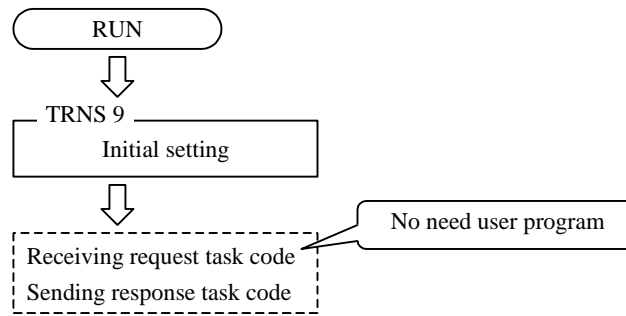 RUN
TRNS 9
Initial setting
No need user program
Receiving request task code
Sending response task code